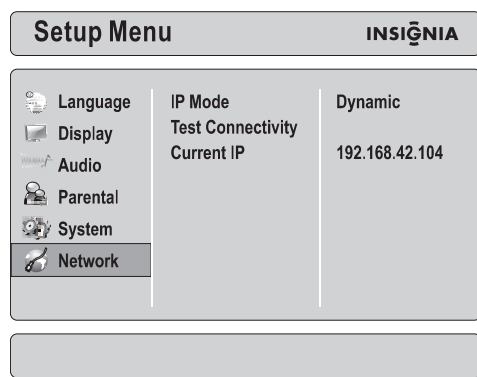 Setup Menu
INSIGNIA
Language
Display
Audio
Parental
System
Network
IP Mode
Test Connectivity
Current IP
Dynamic
192.168.42.104